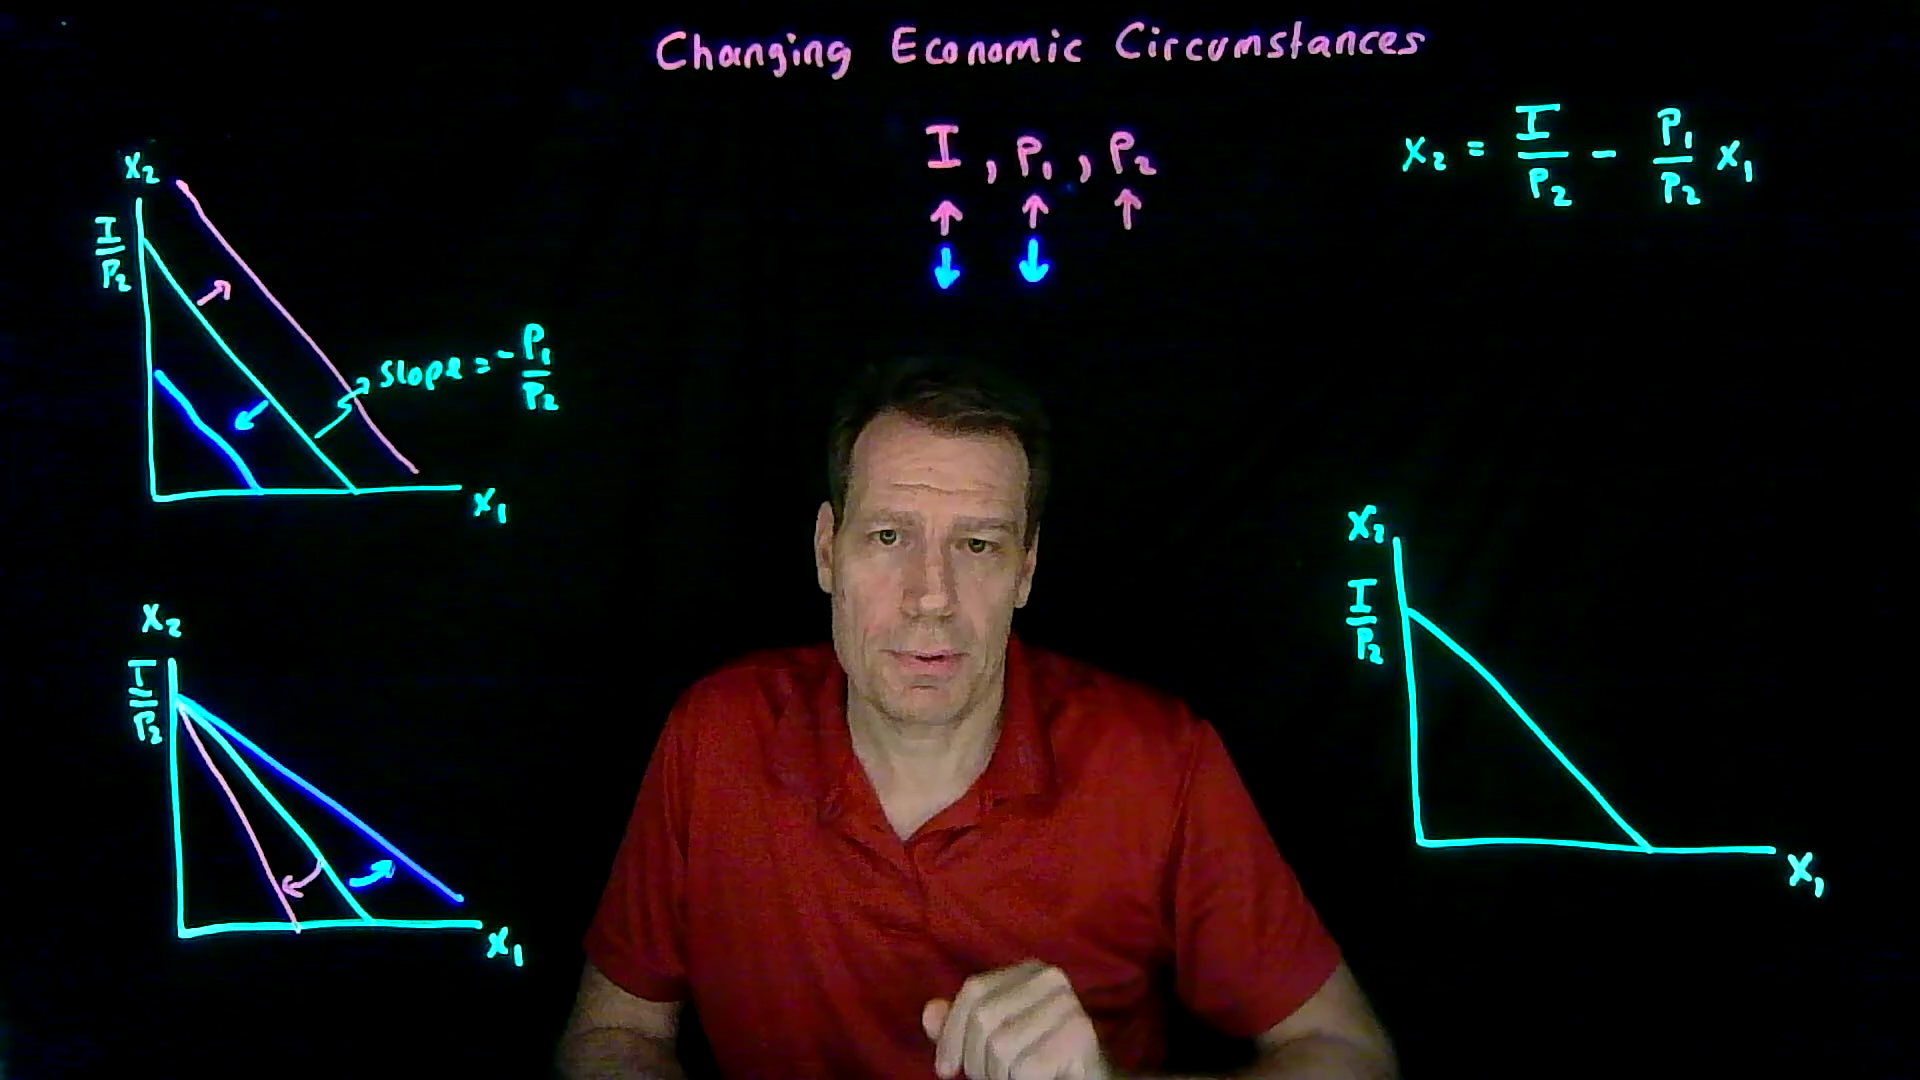 Changing Economic Circumstances
I, P₁, P₂
↑ ↑ ↑
↓ ↓
x₂ = I/P₂ - P₁/P₂ x₁
x₂
I/P₂
slope = -P₁/P₂
x₁
x₂
I/P₂
x₁
x₂
I/P₂
x₁